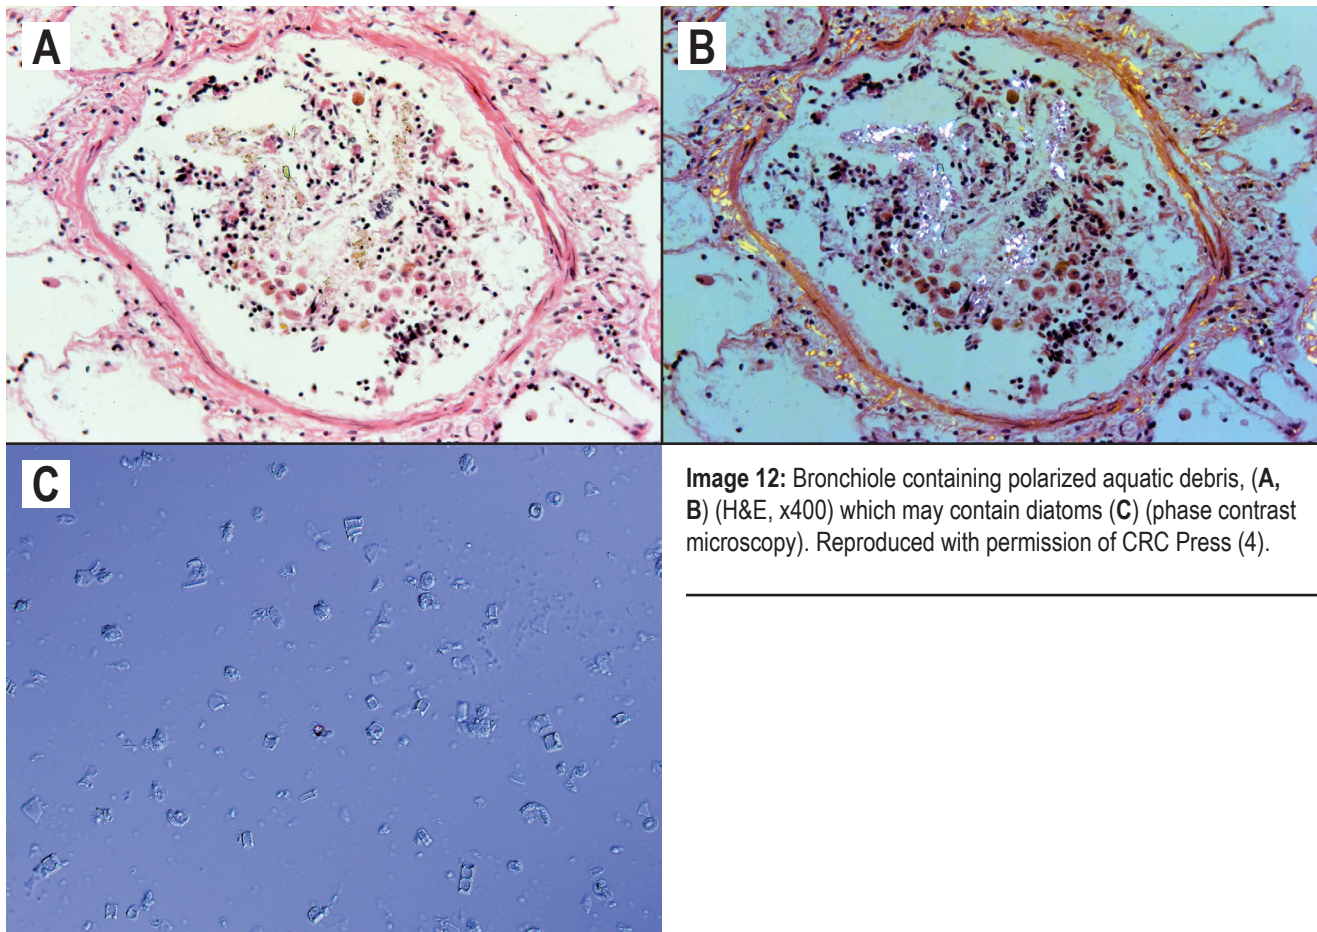 A
B
C
Image 12: Bronchiole containing polarized aquatic debris, (A,
B) (H&E, x400) which may contain diatoms (C) (phase contrast
microscopy). Reproduced with permission of CRC Press (4).